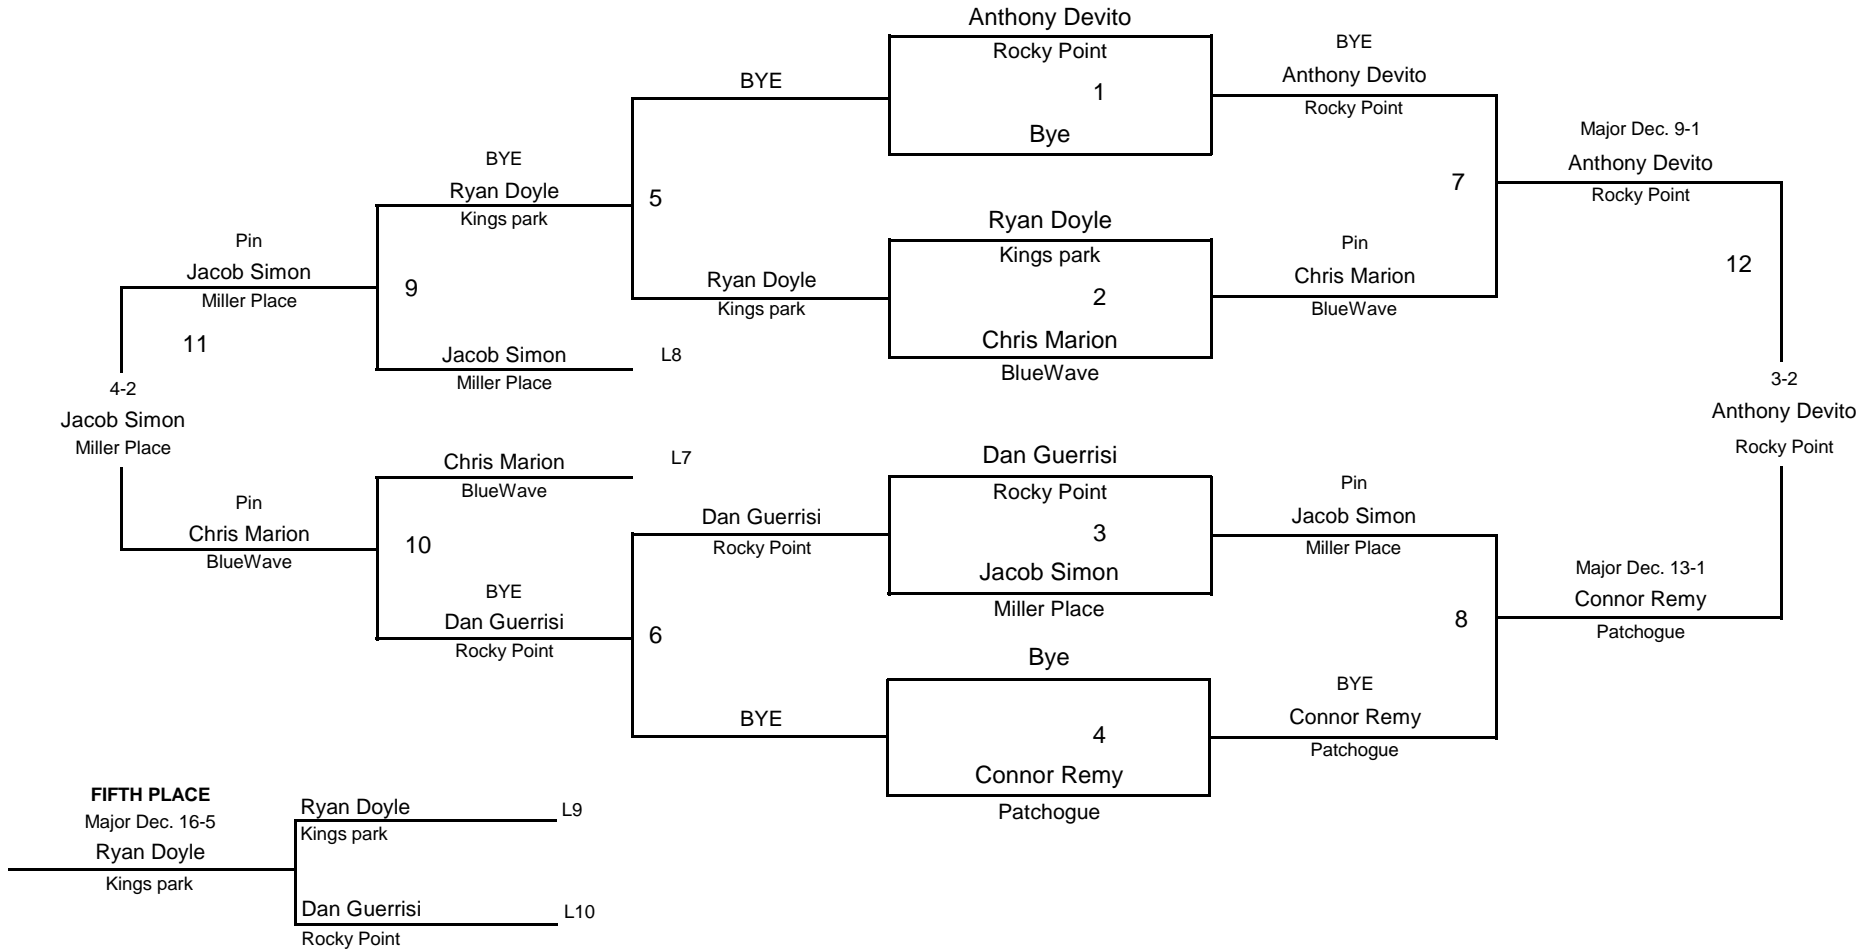 Anthony Devito
Rocky Point
1
Bye
BYE
Anthony Devito
Rocky Point
BYE
Major Dec. 9-1
Anthony Devito
Rocky Point
BYE
Ryan Doyle
Kings park
5
7
Ryan Doyle
Kings park
2
Chris Marion
BlueWave
Pin
Chris Marion
BlueWave
Ryan Doyle
Kings park
Pin
Jacob Simon
Miller Place
9
11
12
Jacob Simon
Miller Place
L8
4-2
Jacob Simon
Miller Place
3-2
Anthony Devito
Rocky Point
Chris Marion
BlueWave
L7
Dan Guerrisi
Rocky Point
3
Jacob Simon
Miller Place
Pin
Jacob Simon
Miller Place
Dan Guerrisi
Rocky Point
Pin
Chris Marion
BlueWave
10
BYE
Dan Guerrisi
Rocky Point
6
8
Major Dec. 13-1
Connor Remy
Patchogue
Bye
4
Connor Remy
Patchogue
BYE
Connor Remy
Patchogue
BYE
FIFTH PLACE
Major Dec. 16-5
Ryan Doyle
Kings park
Ryan Doyle
Kings park
L9
Dan Guerrisi
Rocky Point
L10